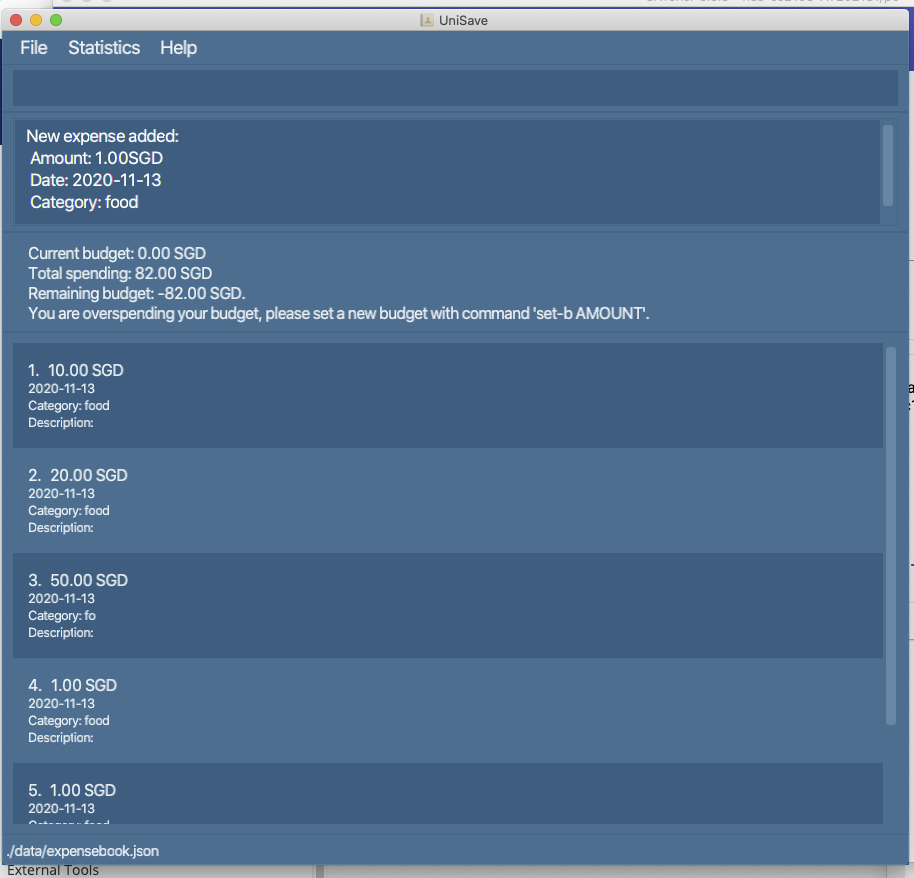 UniSave
File Statistics Help
New expense added:
Amount: 1.00SGD
Date: 2020-11-13
Category: food
Current budget: 0.00 SGD
Total spending: 82.00 SGD
Remaining budget: -82.00 SGD.
You are overspending your budget, please set a new budget with command 'set-b AMOUNT'.
1. 10.00 SGD
2020-11-13
Category: food
Description:
2. 20.00 SGD
2020-11-13
Category: food
Description:
3. 50.00 SGD
2020-11-13
Category: fo
Description:
4. 1.00 SGD
2020-11-13
Category: food
Description:
5. 1.00 SGD
2020-11-13
Category: food
./data/expensebook.json
External Tools